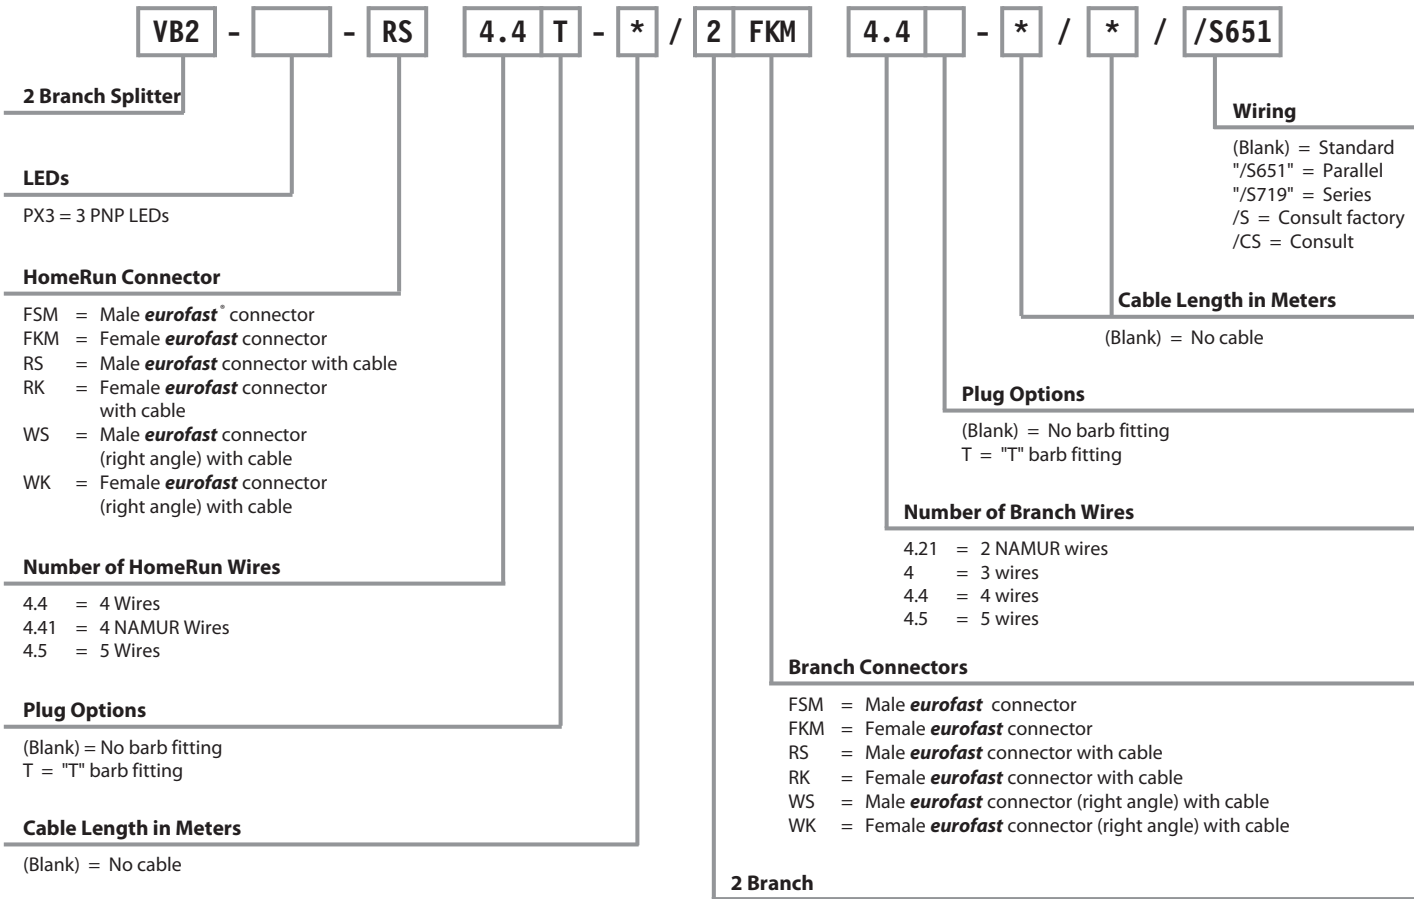 VB2 - - RS 4.4 T - * / 2 FKM 4.4 - * / * / /S651
2 Branch Splitter
LEDs
PX3 = 3 PNP LEDs
HomeRun Connector
FSM = Male eurofast® connector
FKM = Female eurofast connector
RS = Male eurofast connector with cable
RK = Female eurofast connector
with cable
WS = Male eurofast connector
(right angle) with cable
WK = Female eurofast connector
(right angle) with cable
Number of HomeRun Wires
4.4 = 4 Wires
4.41 = 4 NAMUR Wires
4.5 = 5 Wires
Plug Options
(Blank) = No barb fitting
T = "T" barb fitting
Cable Length in Meters
(Blank) = No cable
Wiring
(Blank) = Standard
"/S651" = Parallel
"/S719" = Series
/S = Consult factory
/CS = Consult
Cable Length in Meters
(Blank) = No cable
Plug Options
(Blank) = No barb fitting
T = "T" barb fitting
Number of Branch Wires
4.21 = 2 NAMUR wires
4 = 3 wires
4.4 = 4 wires
4.5 = 5 wires
Branch Connectors
FSM = Male eurofast connector
FKM = Female eurofast connector
RS = Male eurofast connector with cable
RK = Female eurofast connector with cable
WS = Male eurofast connector (right angle) with cable
WK = Female eurofast connector (right angle) with cable
2 Branch